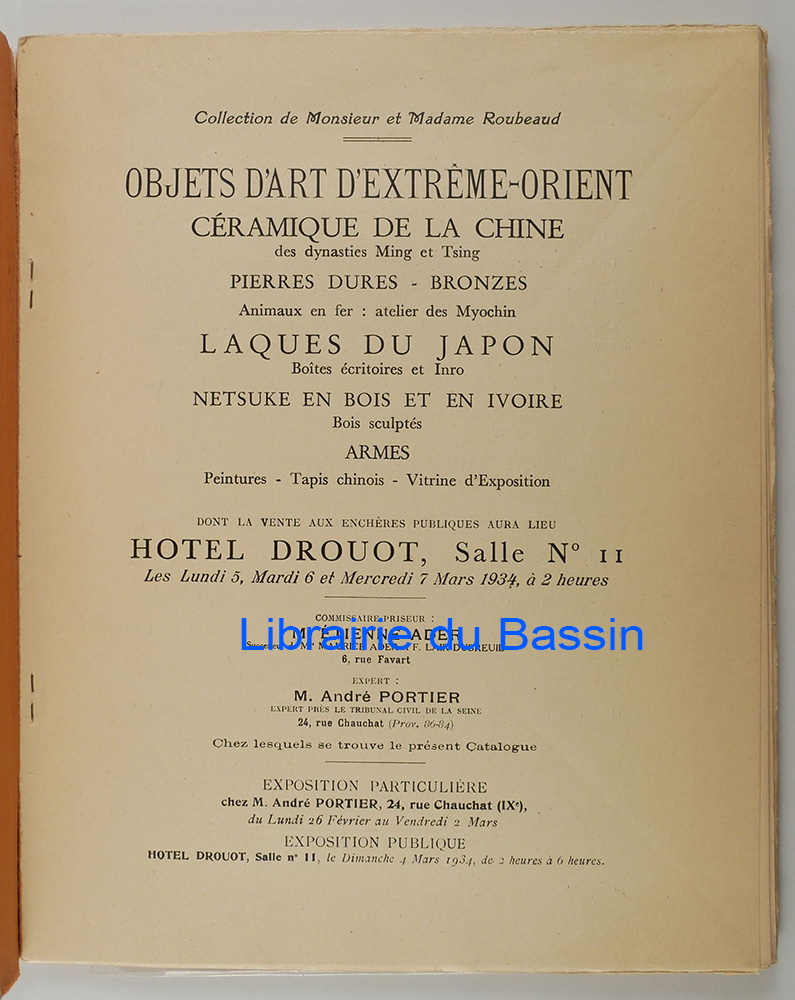 Collection de Monsieur et Madame Roubeaud
OBJETS D'ART D'EXTRÊME-ORIENT
CÉRAMIQUE DE LA CHINE
des dynasties Ming et Tsing
PIERRES DURES - BRONZES
Animaux en fer : atelier des Myochin
LAQUES DU JAPON
Boîtes écritoires et Inro
NETSUKE EN BOIS ET EN IVOIRE
Bois sculptés
ARMES
Peintures - Tapis chinois - Vitrine d'Exposition
DONT LA VENTE AUX ENCHÈRES PUBLIQUES AURA LIEU
HOTEL DROUOT, Salle N° 11
Les Lundi 5, Mardi 6 et Mercredi 7 Mars 1934, à 2 heures
COMMISSAIRE-PRISEUR :
Me ÉTIENNE ADER
Librairie du Bassin
MAURICE ADER F. LAIR DUBREUIL
6, rue Favart
EXPERT :
M. André PORTIER
EXPERT PRÈS LE TRIBUNAL CIVIL DE LA SEINE
24, rue Chauchat (Prov. 86-84)
Chez lesquels se trouve le présent Catalogue
EXPOSITION PARTICULIÈRE
chez M. André PORTIER, 24, rue Chauchat (IXe),
du Lundi 26 Février au Vendredi 2 Mars
EXPOSITION PUBLIQUE
HOTEL DROUOT, Salle n° 11, le Dimanche 4 Mars 1934, de 2 heures à 6 heures.